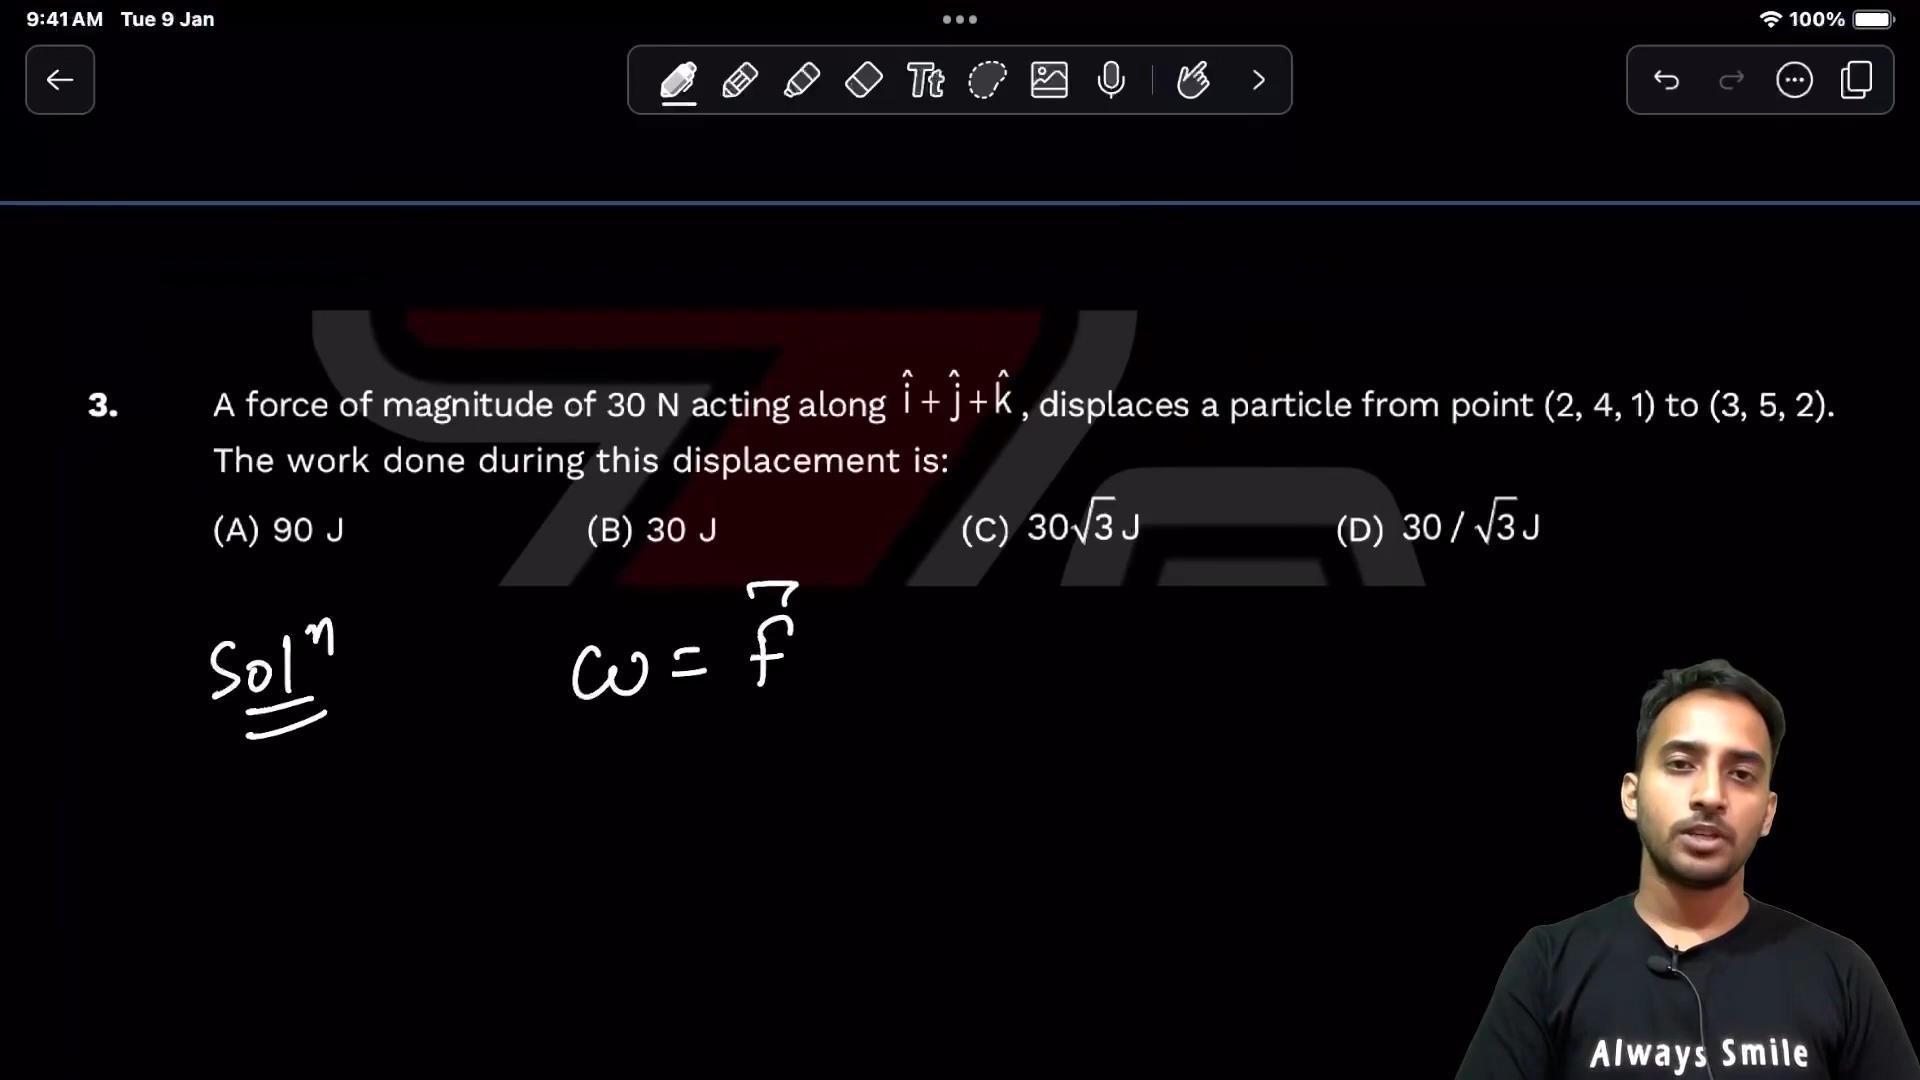 9:41 AM Tue 9 Jan
100%
Tt
3. A force of magnitude of 30 N acting along î + ĵ + k̂, displaces a particle from point (2, 4, 1) to (3, 5, 2).
The work done during this displacement is:
(A) 90 J (B) 30 J (C) 30√3 J (D) 30 / √3 J
Solⁿ ω = f⃗
Always Smile